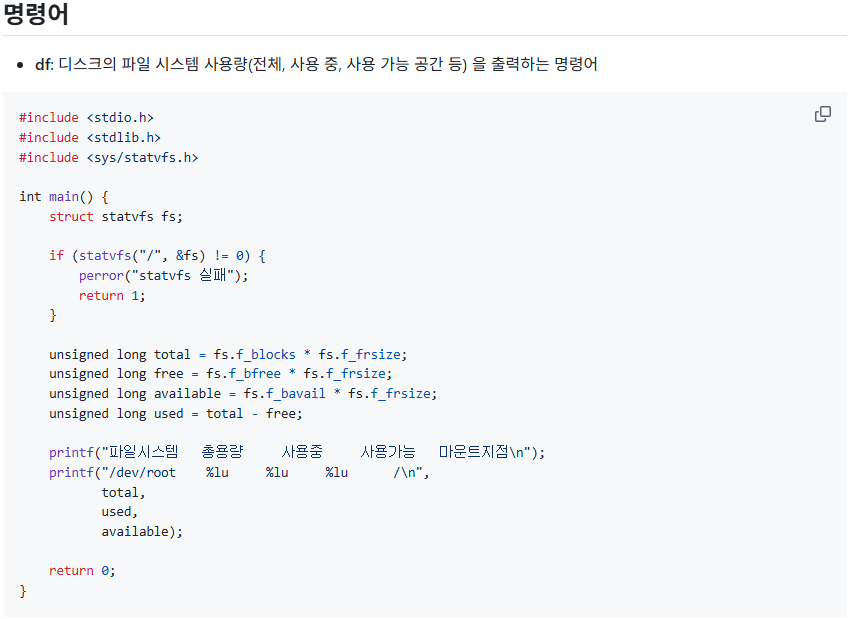 명령어
• df: 디스크의 파일 시스템 사용량(전체, 사용 중, 사용 가능 공간 등) 을 출력하는 명령어
#include <stdio.h>
#include <stdlib.h>
#include <sys/statvfs.h>

int main() {
    struct statvfs fs;

    if (statvfs("/", &fs) != 0) {
        perror("statvfs 실패");
        return 1;
    }

    unsigned long total = fs.f_blocks * fs.f_frsize;
    unsigned long free = fs.f_bfree * fs.f_frsize;
    unsigned long available = fs.f_bavail * fs.f_frsize;
    unsigned long used = total - free;

    printf("파일시스템   총용량     사용중     사용가능   마운트지점\n");
    printf("/dev/root    %lu     %lu     %lu      /\n",
           total,
           used,
           available);

    return 0;
}